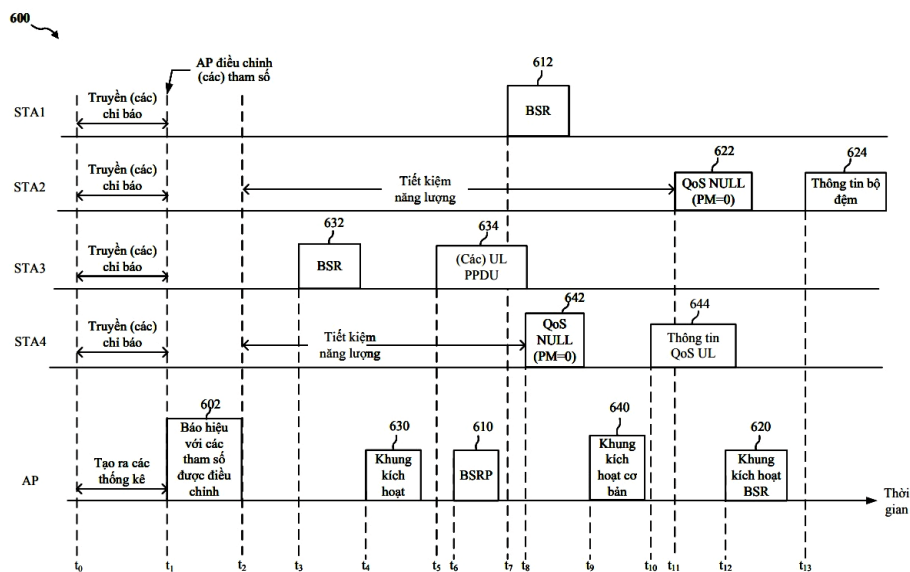 600
AP điều chỉnh
(các) tham số
612
STA1
Truyền (các)
chỉ báo
BSR
622
624
STA2
Truyền (các)
chỉ báo
Tiết kiệm
năng lượng
QoS NULL
(PM=0)
Thông tin bộ
đệm
632
634
STA3
Truyền (các)
chỉ báo
BSR
(Các) UL
PPDU
642
644
STA4
Truyền (các)
chỉ báo
Tiết kiệm
năng lượng
QoS
NULL
(PM=0)
Thông tin
QoS UL
602
630
610
640
620
AP
Tạo ra các
thống kê
Báo hiệu
với các
tham số
được điều
chỉnh
Khung
kích
hoạt
BSRP
Khung
kích
hoạt cơ
bản
Khung
kích hoạt
BSR
Thời
gian
t0 t1 t2 t3 t4 t5 t6 t7 t8 t9 t10 t11 t12 t13